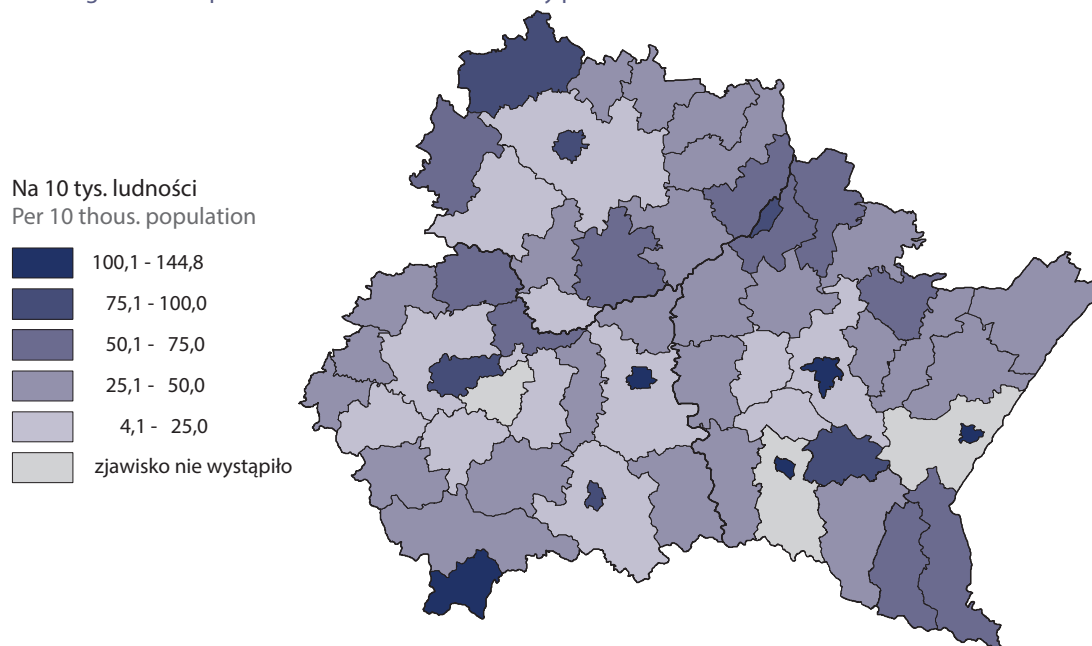 Na 10 tys. ludności
Per 10 thous. population
100,1 - 144,8
75,1 - 100,0
50,1 - 75,0
25,1 - 50,0
4,1 - 25,0
zjawisko nie wystąpiło